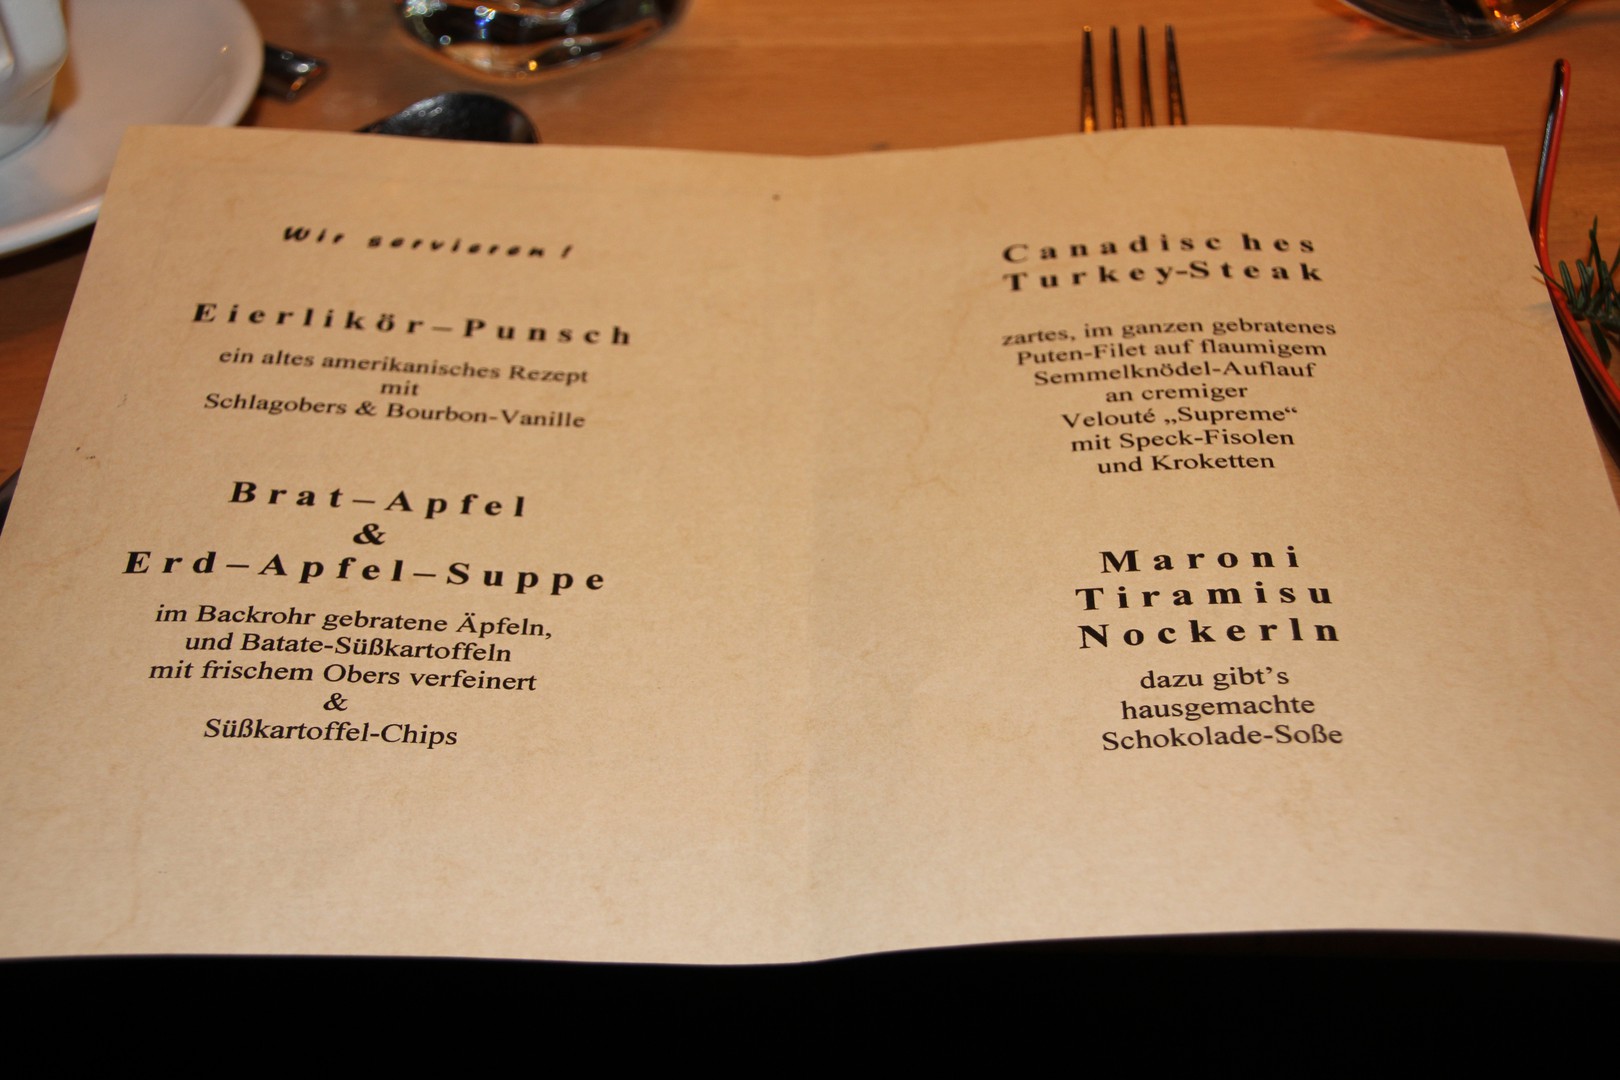 Wir servieren!
Eierlikör–Punsch
ein altes amerikanisches Rezept
mit
Schlagobers & Bourbon-Vanille
Brat–Apfel
&
Erd–Apfel–Suppe
im Backrohr gebratene Äpfeln,
und Batate-Süßkartoffeln
mit frischem Obers verfeinert
&
Süßkartoffel-Chips
Canadisches
Turkey-Steak
zartes, im ganzen gebratenes
Puten-Filet auf flaumigem
Semmelknödel-Auflauf
an cremiger
Velouté „Supreme“
mit Speck-Fisolen
und Kroketten
Maroni
Tiramisu
Nockerln
dazu gibt’s
hausgemachte
Schokolade-Soße